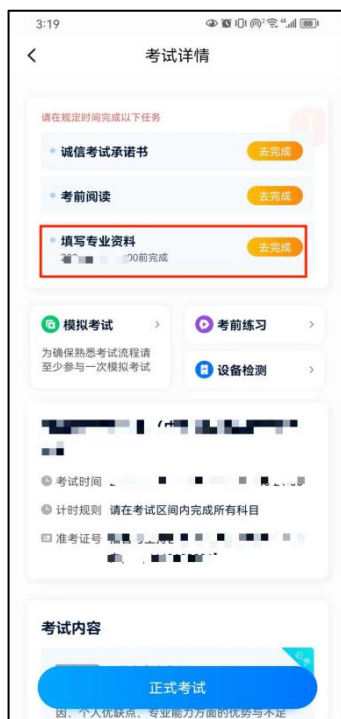 3:19
88
考试详情
请在规定时间完成以下任务
诚信考试承诺书 去完成
考前阅读 去完成
填写专业资料 去完成
00前完成
模拟考试
为确保熟悉考试流程请
至少参与一次模拟考试
考前练习
设备检测
考试时间
计时规则 请在考试区间内完成所有科目
准考证号
考试内容
必考
正式考试
因、个人优缺点、专业能力方面的优势与不足